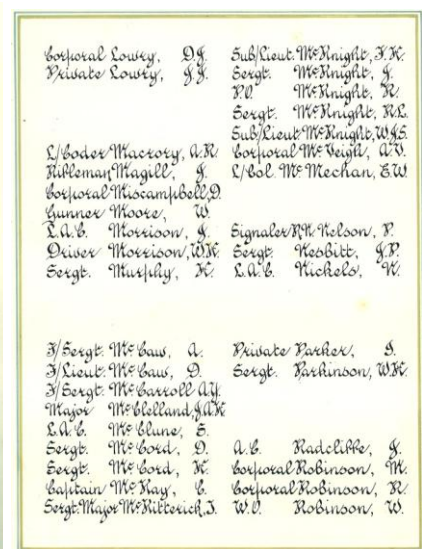 Corporal Lowry, D.J.
Private Lowry, J.J.
L/Coder Macrory, A.R.
Rifleman Magill, J.
Corporal Miscampbell, D.
Gunner Moore, W.
L.A.C. Morrison, J.
Driver Morrison, W.H.
Sergt. Murphy, H.
F/Sergt. McCaw, A.
F/Lieut. McCaw, D.
F/Sergt. McCarroll A.Y.
Major McClelland, J.A.H.
L.A.C. McClune, S.
Sergt. McCord, D.
Sergt. McCord, H.
Captain McKay, C.
Sergt. Major McKitterick, J.
Sub/Lieut. McKnight, F.H.
Sergt. McKnight, J.
P.O. McKnight, R.
Sergt. McKnight, R.L.
Sub/Lieut McKnight, W.J.S.
Corporal McVeigh, A.V.
L/Col. McMechan, E.W.
Signaler R.N. Nelson, P.
Sergt. Nesbitt, J.P.
L.A.C. Nickels, N.
Private Parker, S.
Sergt. Parkinson, W.H.
A.C. Radcliffe, J.
Corporal Robinson, M.
Corporal Robinson, R.
W.O. Robinson, W.